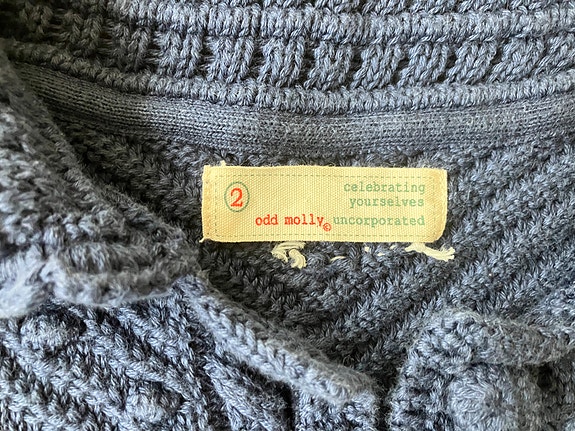 2
celebrating
yourselves
odd molly© uncorporated